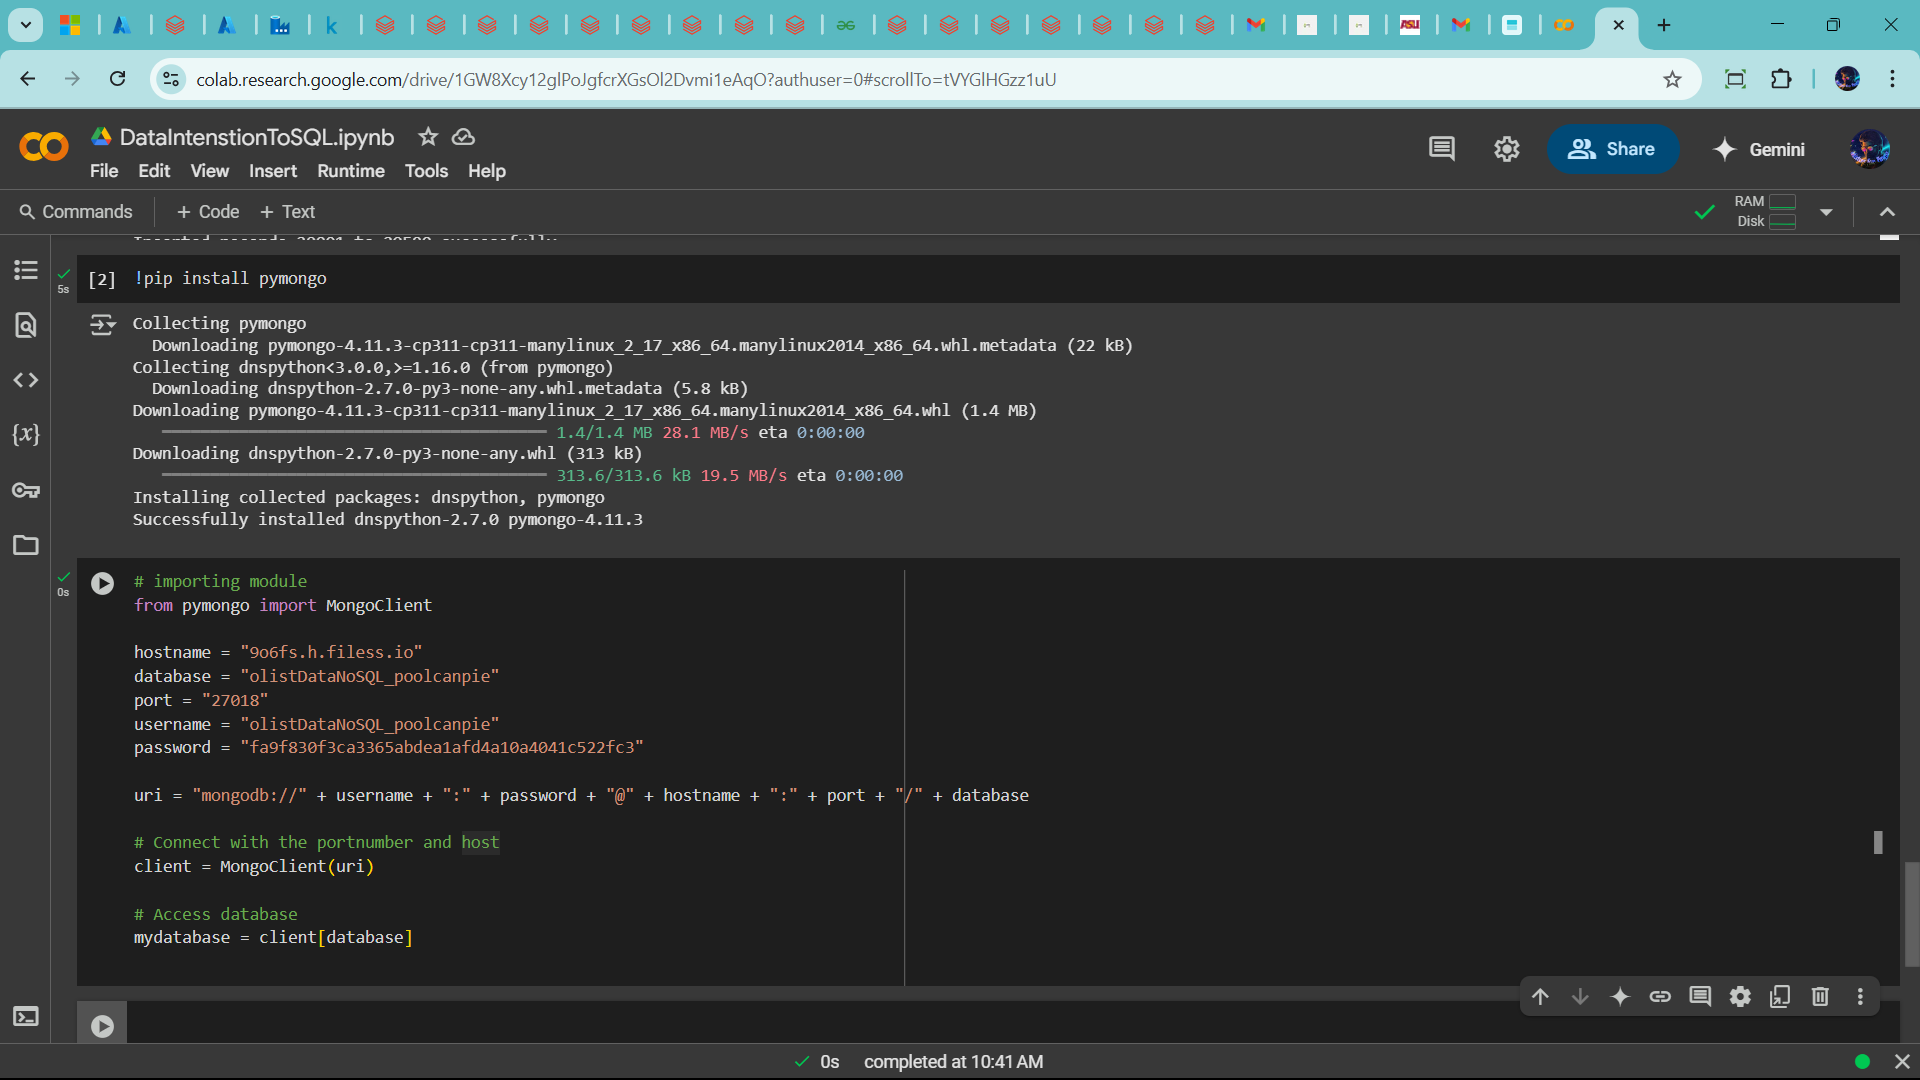 colab.research.google.com/drive/1GW8Xcy12glPoJgfcrXGsOl2Dvmi1eAqO?authuser=0#scrollTo=tVYGlHGzz1uU
DataIntenstionToSQL.ipynb
File Edit View Insert Runtime Tools Help
Share
Gemini
Commands + Code + Text
RAM
Disk
[2] !pip install pymongo
5s
Collecting pymongo
Downloading pymongo-4.11.3-cp311-cp311-manylinux_2_17_x86_64.manylinux2014_x86_64.whl.metadata (22 kB)
Collecting dnspython<3.0.0,>=1.16.0 (from pymongo)
Downloading dnspython-2.7.0-py3-none-any.whl.metadata (5.8 kB)
Downloading pymongo-4.11.3-cp311-cp311-manylinux_2_17_x86_64.manylinux2014_x86_64.whl (1.4 MB)
1.4/1.4 MB 28.1 MB/s eta 0:00:00
Downloading dnspython-2.7.0-py3-none-any.whl (313 kB)
313.6/313.6 kB 19.5 MB/s eta 0:00:00
Installing collected packages: dnspython, pymongo
Successfully installed dnspython-2.7.0 pymongo-4.11.3
0s
# importing module
from pymongo import MongoClient
hostname = "9o6fs.h.filess.io"
database = "olistDataNoSQL_poolcanpie"
port = "27018"
username = "olistDataNoSQL_poolcanpie"
password = "fa9f830f3ca3365abdea1afd4a10a4041c522fc3"
uri = "mongodb://" + username + ":" + password + "@" + hostname + ":" + port + "/" + database
# Connect with the portnumber and host
client = MongoClient(uri)
# Access database
mydatabase = client[database]
0s completed at 10:41 AM